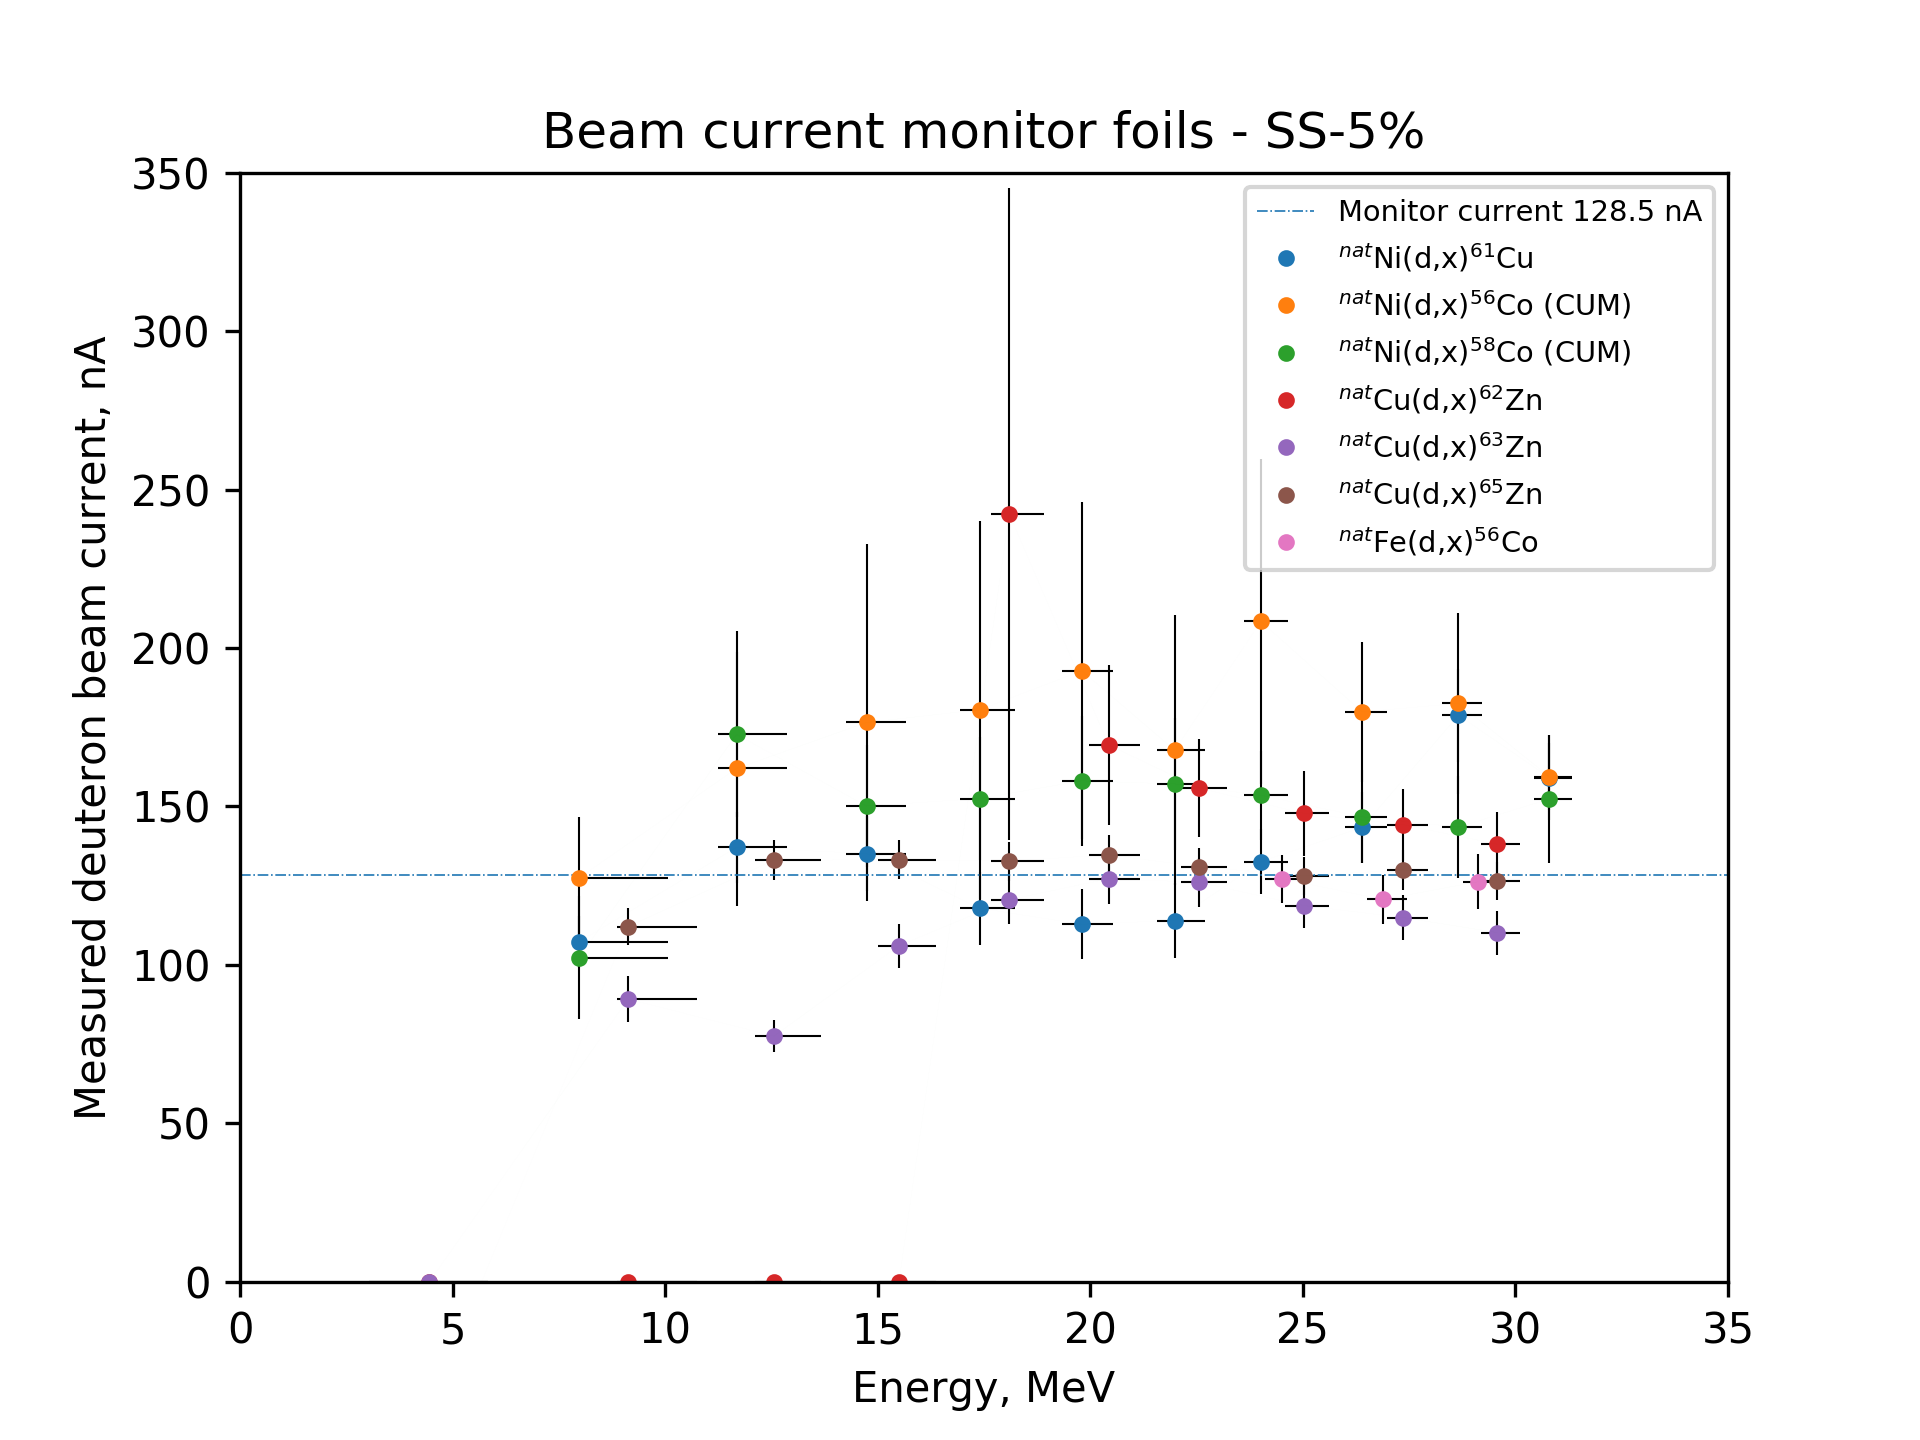 Beam current monitor foils - SS-5%
Measured deuteron beam current, nA
350
300
250
200
150
100
50
0
Monitor current 128.5 nA
ⁿᵃᵗNi(d,x)⁶¹Cu
ⁿᵃᵗNi(d,x)⁵⁶Co (CUM)
ⁿᵃᵗNi(d,x)⁵⁸Co (CUM)
ⁿᵃᵗCu(d,x)⁶²Zn
ⁿᵃᵗCu(d,x)⁶³Zn
ⁿᵃᵗCu(d,x)⁶⁵Zn
ⁿᵃᵗFe(d,x)⁵⁶Co
0 5 10 15 20 25 30 35
Energy, MeV